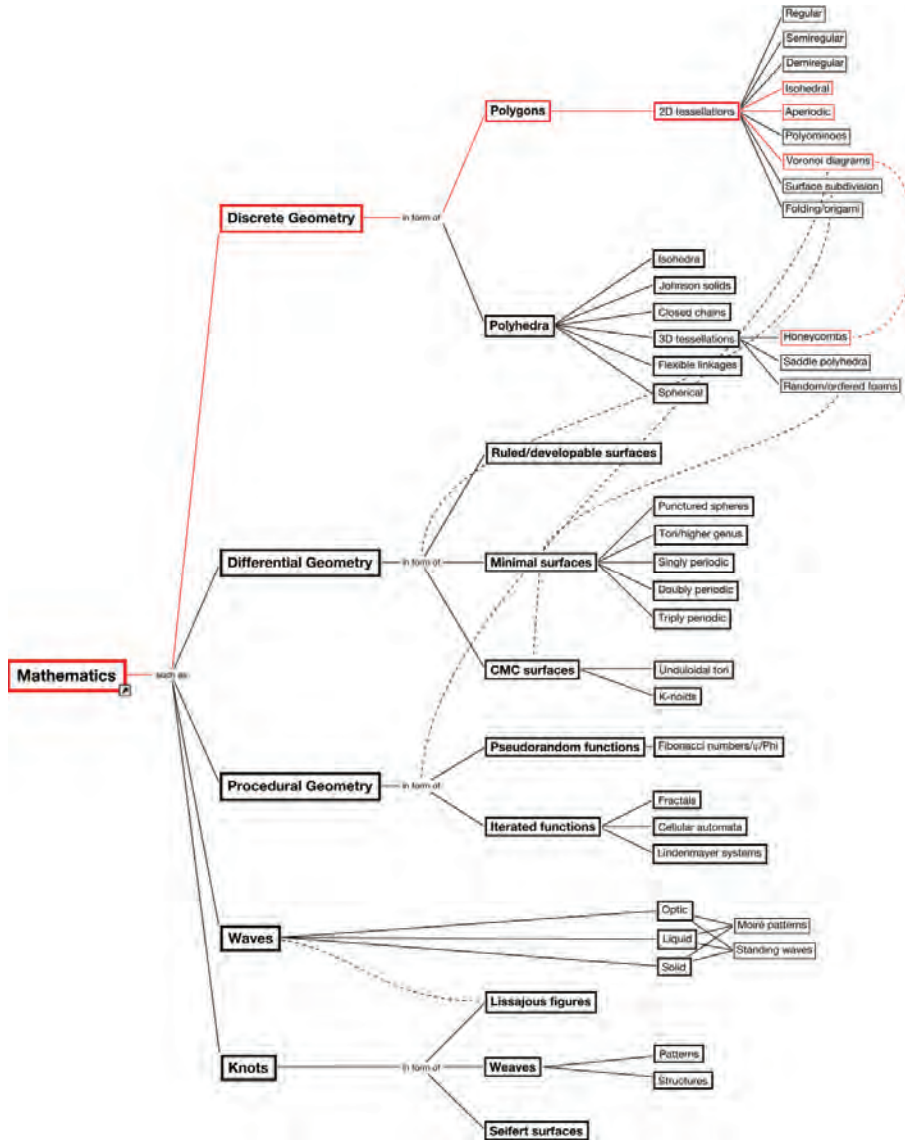 Regular
Semiregular
Demiregular
Isohedral
Polygons
2D tessellations
Aperiodic
Polyominoes
Voronoi diagrams
Surface subdivision
Discrete Geometry
in form of
Folding/origami
Isohedra
Johnson solids
Closed chains
Polyhedra
3D tessellations
Honeycombs
Flexible linkages
Saddle polyhedra
Spherical
Random/ordered foams
Ruled/developable surfaces
Punctured spheres
Tori/higher genus
Differential Geometry
in form of
Minimal surfaces
Singly periodic
Doubly periodic
Triply periodic
Mathematics
such as
CMC surfaces
Unduloidal tori
K-noids
Pseudorandom functions
Fibonacci numbers/ψ/Phi
Procedural Geometry
in form of
Fractals
Iterated functions
Cellular automata
Lindenmayer systems
Optic
Moiré patterns
Waves
Liquid
Standing waves
Solid
Lissajous figures
Knots
in form of
Weaves
Patterns
Structures
Seifert surfaces